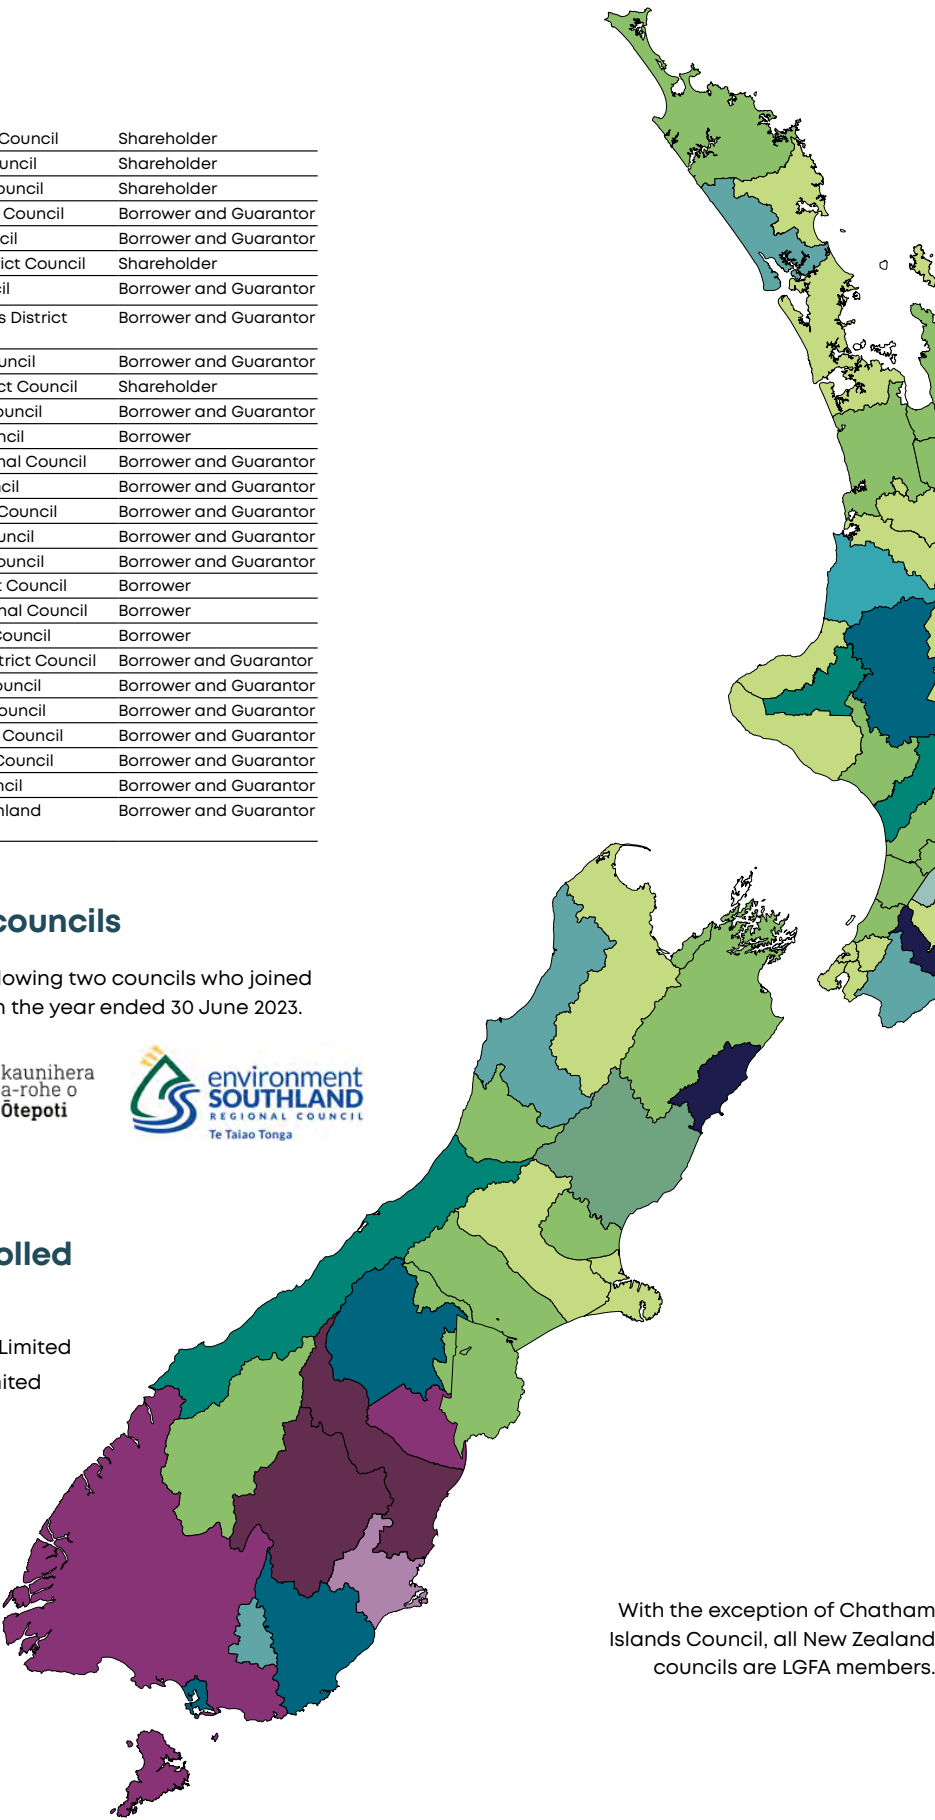 Council Shareholder
uncil Shareholder
ouncil Shareholder
Council Borrower and Guarantor
cil Borrower and Guarantor
ict Council Shareholder
il Borrower and Guarantor
s District Borrower and Guarantor
uncil Borrower and Guarantor
ct Council Shareholder
ouncil Borrower and Guarantor
ncil Borrower
nal Council Borrower and Guarantor
cil Borrower and Guarantor
Council Borrower and Guarantor
uncil Borrower and Guarantor
ouncil Borrower and Guarantor
t Council Borrower
nal Council Borrower
Council Borrower
trict Council Borrower and Guarantor
ouncil Borrower and Guarantor
ouncil Borrower and Guarantor
Council Borrower and Guarantor
Council Borrower and Guarantor
ncil Borrower and Guarantor
nland Borrower and Guarantor
councils
lowing two councils who joined
n the year ended 30 June 2023.
kaunihera
a-rohe o
Ōtepoti
environment
SOUTHLAND
REGIONAL COUNCIL
Te Taiao Tonga
olled
Limited
nited
With the exception of Chatham
Islands Council, all New Zealand
councils are LGFA members.